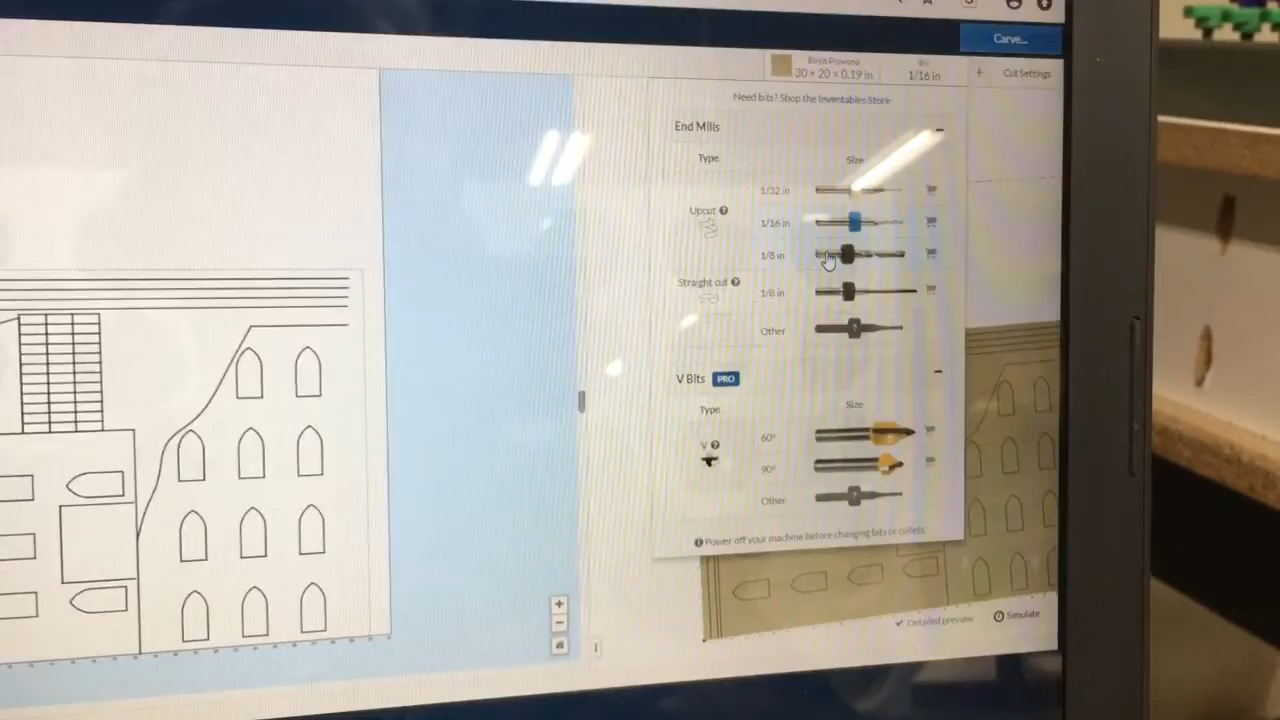 Carve...
Birch Plywood
30 × 20 × 0.19 in
Bit
1/16 in
+
Cut Settings
Need bits? Shop the Inventables Store
End Mills
Type
Size
1/32 in
Upcut
1/16 in
1/8 in
Straight cut
1/8 in
Other
V Bits PRO
Type
Size
V
60°
90°
Other
Power off your machine before changing bits or collets
Detailed preview
Simulate